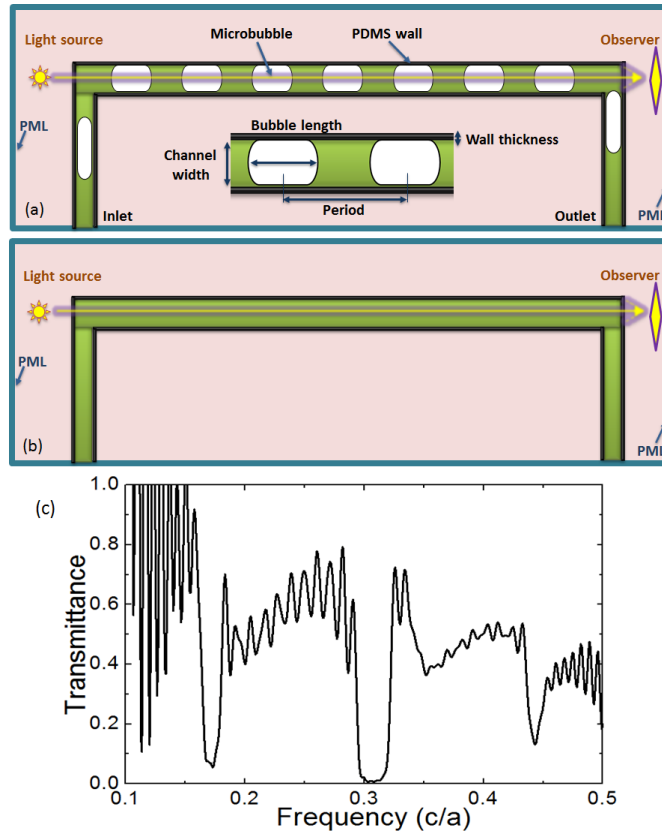 Light source
Microbubble
PDMS wall
Observer
PML
Bubble length
Channel
width
Wall thickness
Period
(a)
Inlet
Outlet
PML
Light source
Observer
PML
(b)
PML
(c)
1.0
0.8
0.6
0.4
0.2
0.0
Transmittance
0.1
0.2
0.3
0.4
0.5
Frequency (c/a)